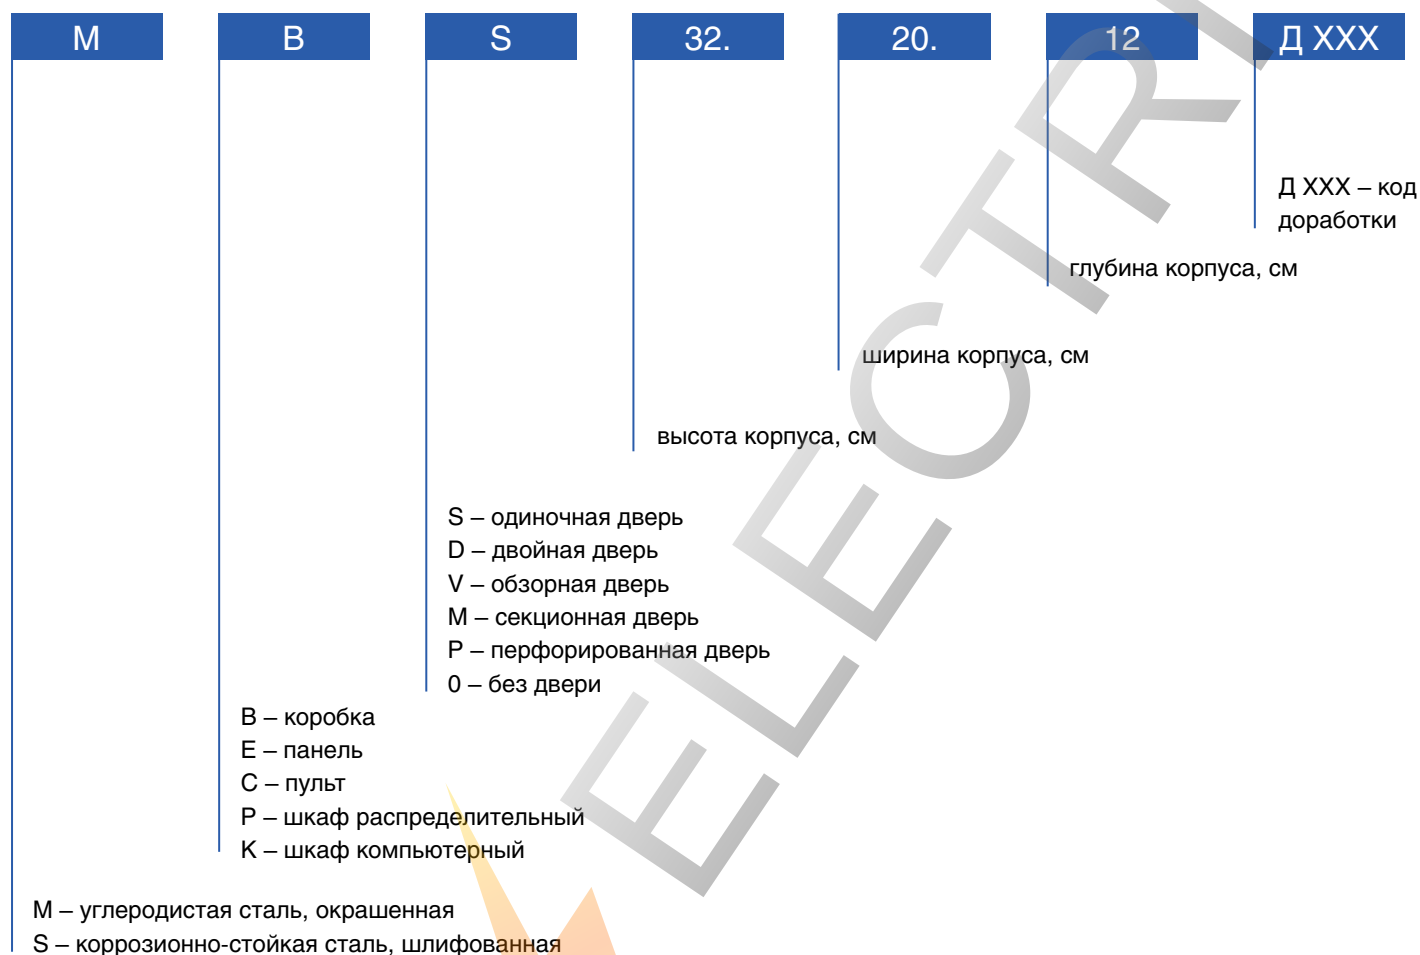 M B S 32. 20. 12 Д XXX
Д XXX – код
доработки
глубина корпуса, см
ширина корпуса, см
высота корпуса, см
S – одиночная дверь
D – двойная дверь
V – обзорная дверь
M – секционная дверь
P – перфорированная дверь
0 – без двери
B – коробка
E – панель
C – пульт
P – шкаф распределительный
K – шкаф компьютерный
M – углеродистая сталь, окрашенная
S – коррозионно-стойкая сталь, шлифованная
ELECTRI